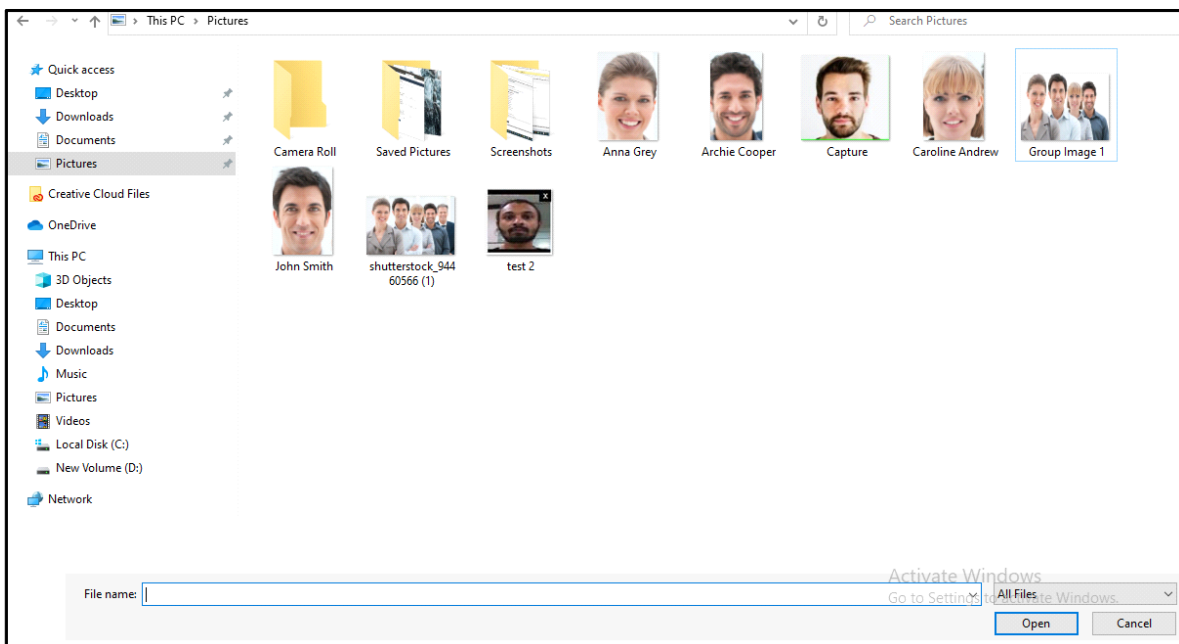 This PC > Pictures
Search Pictures
Quick access
Desktop
Downloads
Documents
Pictures
Creative Cloud Files
OneDrive
This PC
3D Objects
Desktop
Documents
Downloads
Music
Pictures
Videos
Local Disk (C:)
New Volume (D:)
Network
Camera Roll
Saved Pictures
Screenshots
Anna Grey
Archie Cooper
Capture
Caroline Andrew
Group Image 1
John Smith
shutterstock_944
60566 (1)
test 2
x
Activate Windows
Go to Settings to activate Windows.
File name:
All Files
Open
Cancel